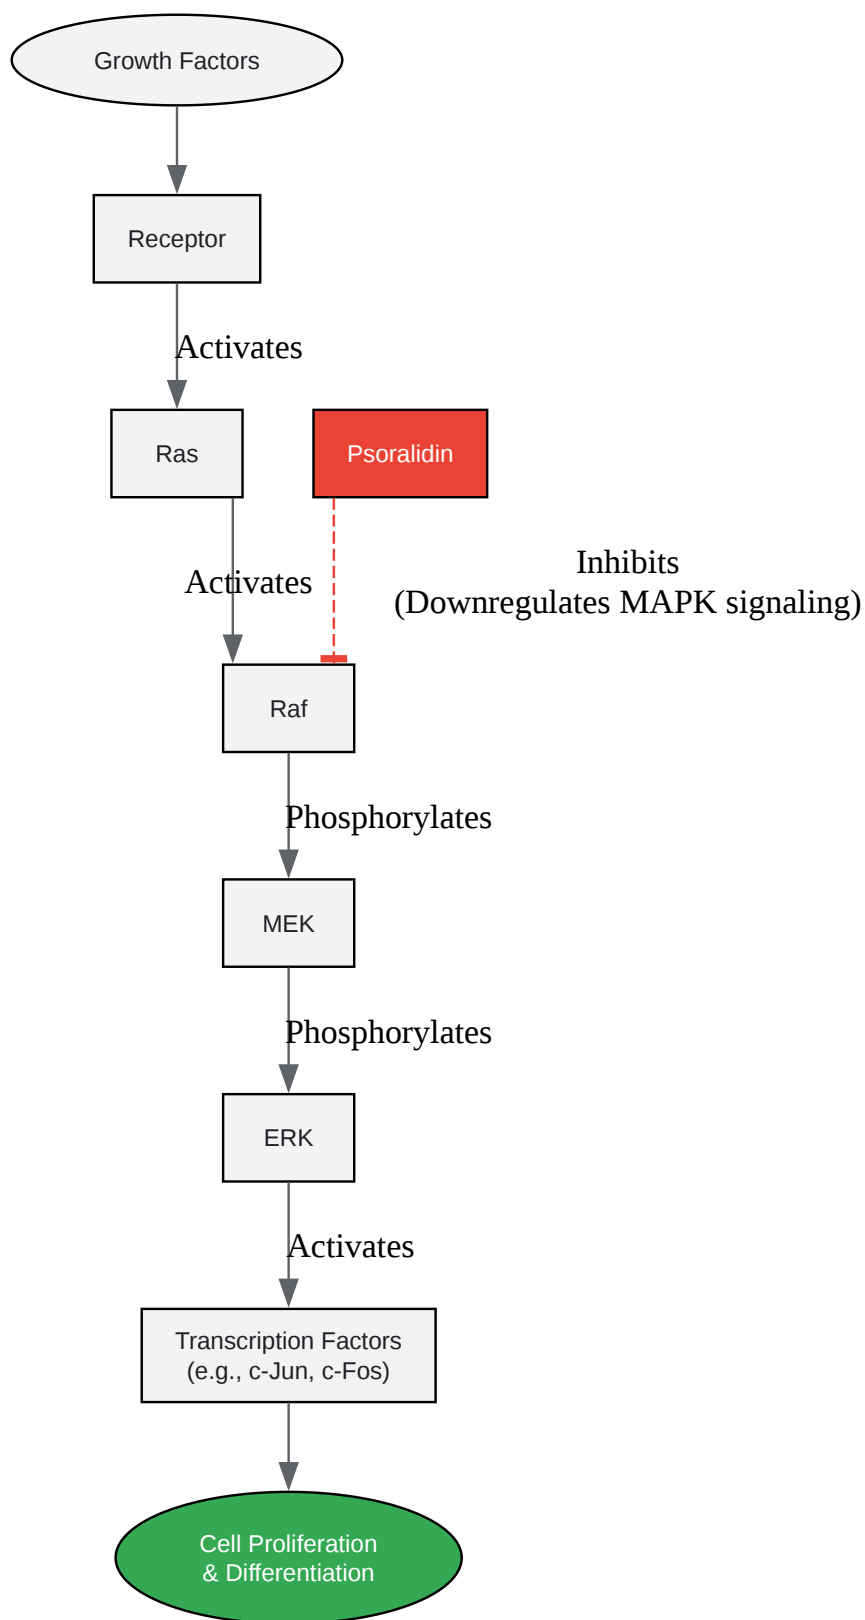 Growth Factors
Receptor
Activates
Ras
Psoralidin
Activates
Inhibits
(Downregulates MAPK signaling)
Raf
Phosphorylates
MEK
Phosphorylates
ERK
Activates
Transcription Factors
(e.g., c-Jun, c-Fos)
Cell Proliferation
& Differentiation